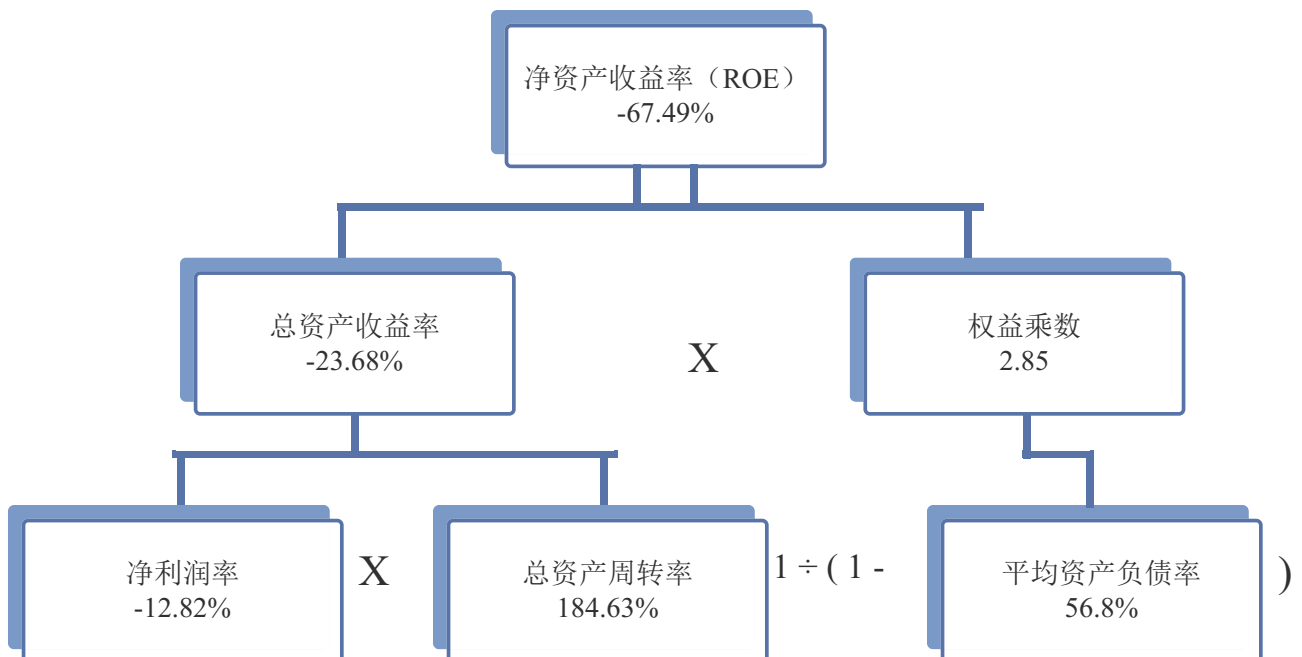 净资产收益率（ROE）
-67.49%
总资产收益率
-23.68%
X
权益乘数
2.85
净利润率
-12.82%
X
总资产周转率
184.63%
1 ÷ ( 1 -
平均资产负债率
56.8%
)